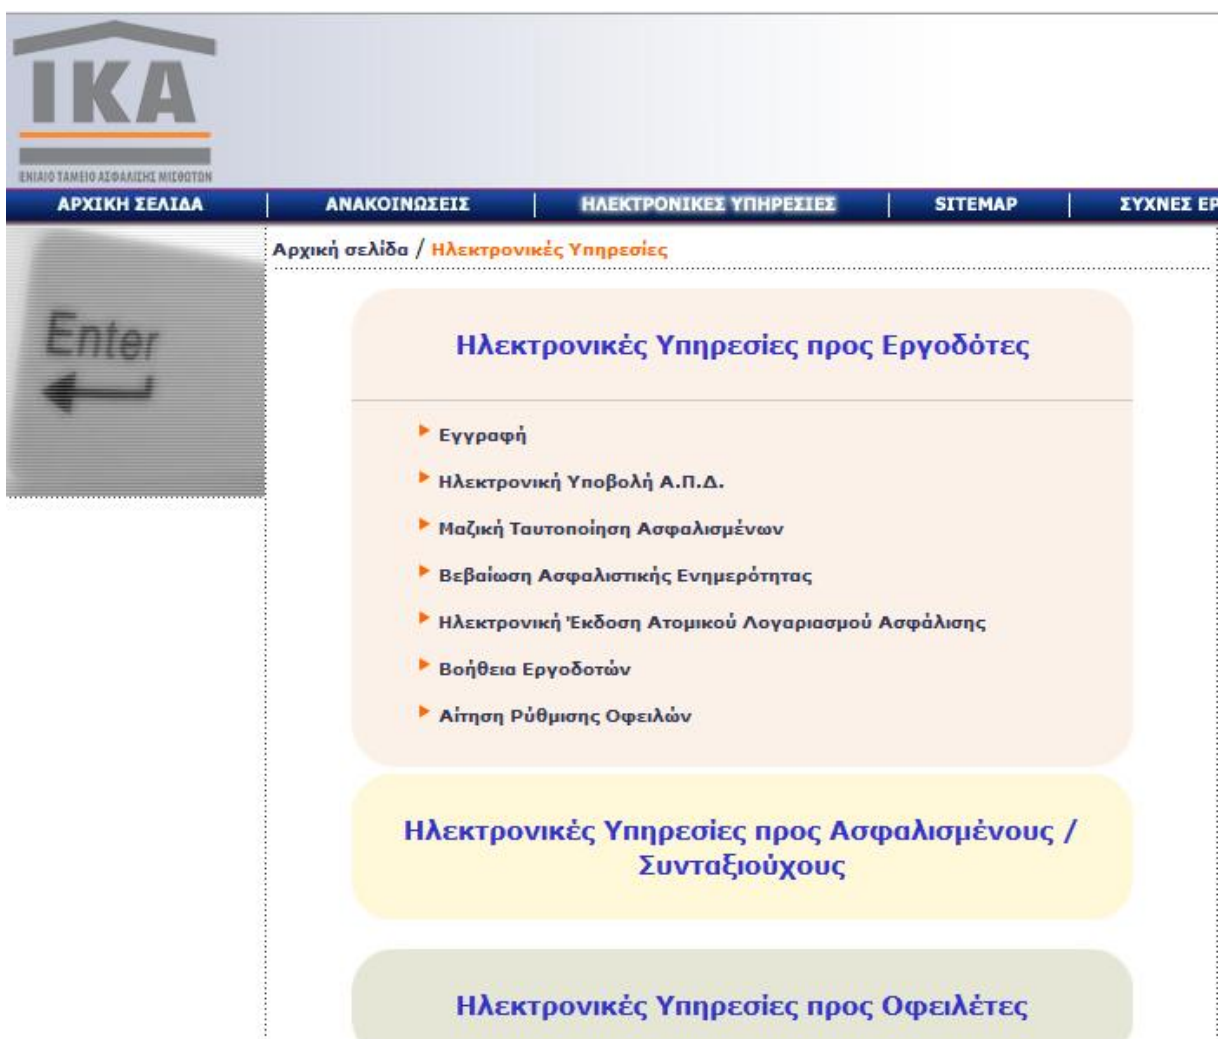 ΙΚΑ
ΕΝΙΑΙΟ ΤΑΜΕΙΟ ΑΣΦΑΛΙΣΗΣ ΜΙΣΘΩΤΩΝ
ΑΡΧΙΚΗ ΣΕΛΙΔΑ | ΑΝΑΚΟΙΝΩΣΕΙΣ | ΗΛΕΚΤΡΟΝΙΚΕΣ ΥΠΗΡΕΣΙΕΣ | SITEMAP | ΣΥΧΝΕΣ ΕΡ
Αρχική σελίδα / Ηλεκτρονικές Υπηρεσίες
Enter
Ηλεκτρονικές Υπηρεσίες προς Εργοδότες
Εγγραφή
Ηλεκτρονική Υποβολή Α.Π.Δ.
Μαζική Ταυτοποίηση Ασφαλισμένων
Βεβαίωση Ασφαλιστικής Ενημερότητας
Ηλεκτρονική Έκδοση Ατομικού Λογαριασμού Ασφάλισης
Βοήθεια Εργοδοτών
Αίτηση Ρύθμισης Οφειλών
Ηλεκτρονικές Υπηρεσίες προς Ασφαλισμένους /
Συνταξιούχους
Ηλεκτρονικές Υπηρεσίες προς Οφειλέτες